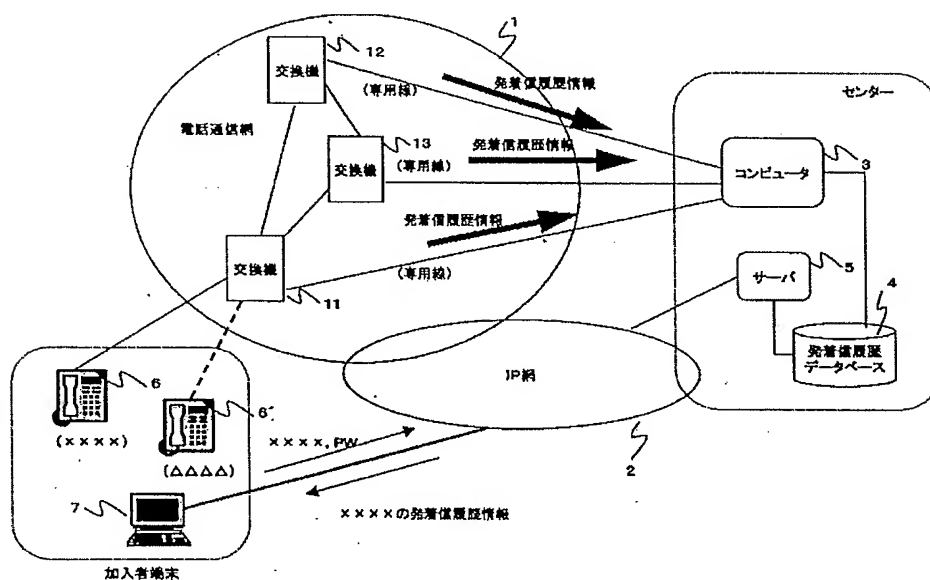 1
12
交換機
(専用線)
発着信履歴情報
センター
電話通信網
13
交換機
(専用線)
発着信履歴情報
コンピュータ
3
発着信履歴情報
交換機
(専用線)
11
サーバ
5
4
発着信履歴
データベース
IP網
2
6
(××××)
6'
(△△△△)
××××,PW
7
××××の発着信履歴情報
加入者端末